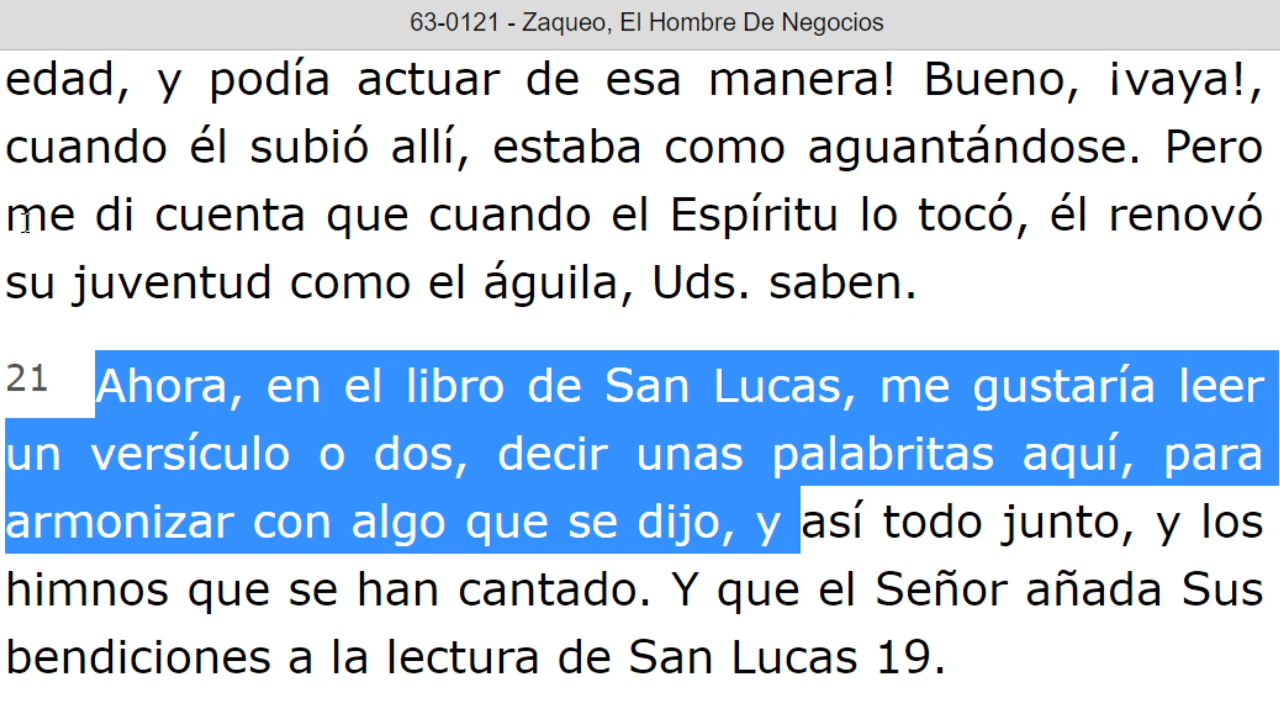 63-0121 - Zaqueo, El Hombre De Negocios
edad, y podía actuar de esa manera! Bueno, ¡vaya!,
cuando él subió allí, estaba como aguantándose. Pero
me di cuenta que cuando el Espíritu lo tocó, él renovó
su juventud como el águila, Uds. saben.
21 Ahora, en el libro de San Lucas, me gustaría leer
un versículo o dos, decir unas palabritas aquí, para
armonizar con algo que se dijo, y así todo junto, y los
himnos que se han cantado. Y que el Señor añada Sus
bendiciones a la lectura de San Lucas 19.